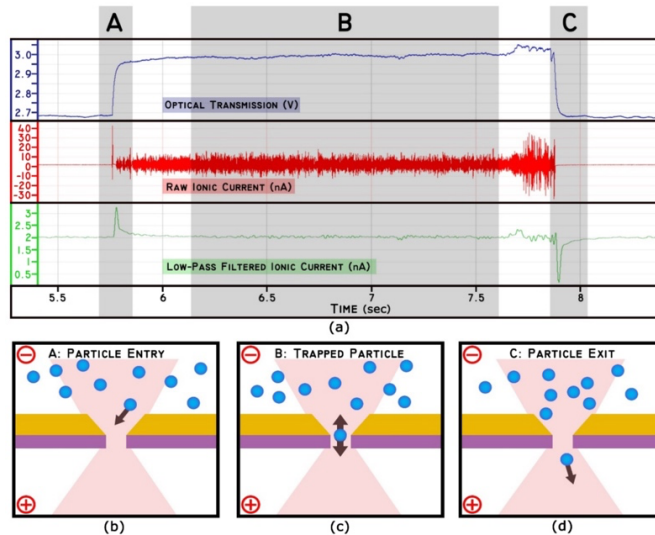 A B C
3.0
2.9
2.8
2.7
OPTICAL TRANSMISSION (V)
40
30
20
10
0
-10
-20
-30
RAW IONIC CURRENT (nA)
3
2.5
2
1.5
1
0.5
LOW-PASS FILTERED IONIC CURRENT (nA)
5.5 6 6.5 7 7.5 8
TIME (sec)
(a)
A: PARTICLE ENTRY
B: TRAPPED PARTICLE
C: PARTICLE EXIT
(b) (c) (d)